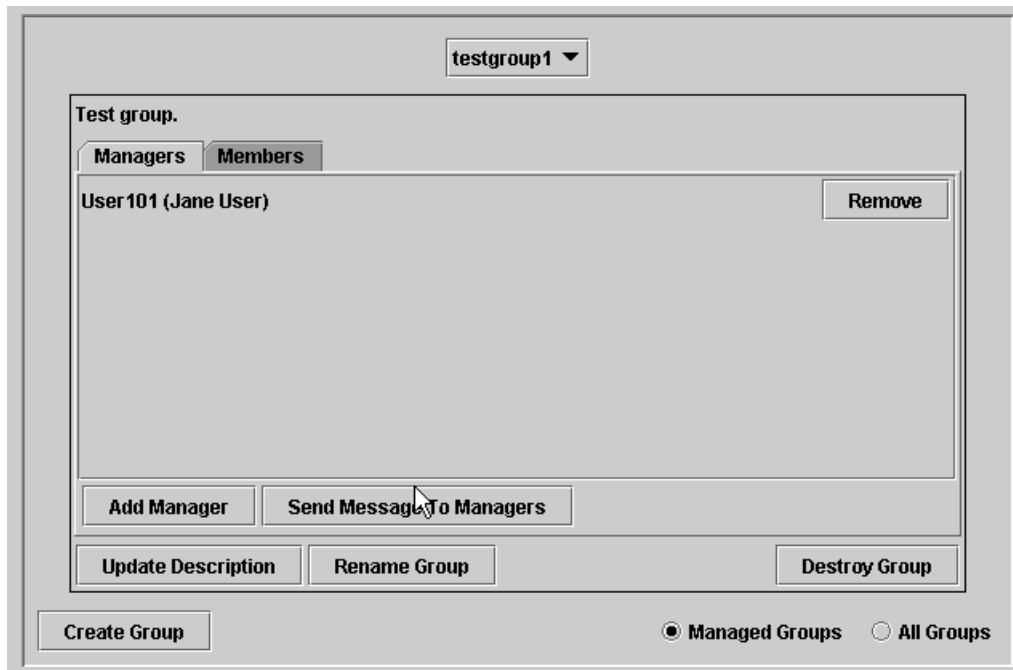 testgroup1
Test group.
Managers Members
User101 (Jane User) Remove
Add Manager Send Message To Managers
Update Description Rename Group Destroy Group
Create Group Managed Groups All Groups